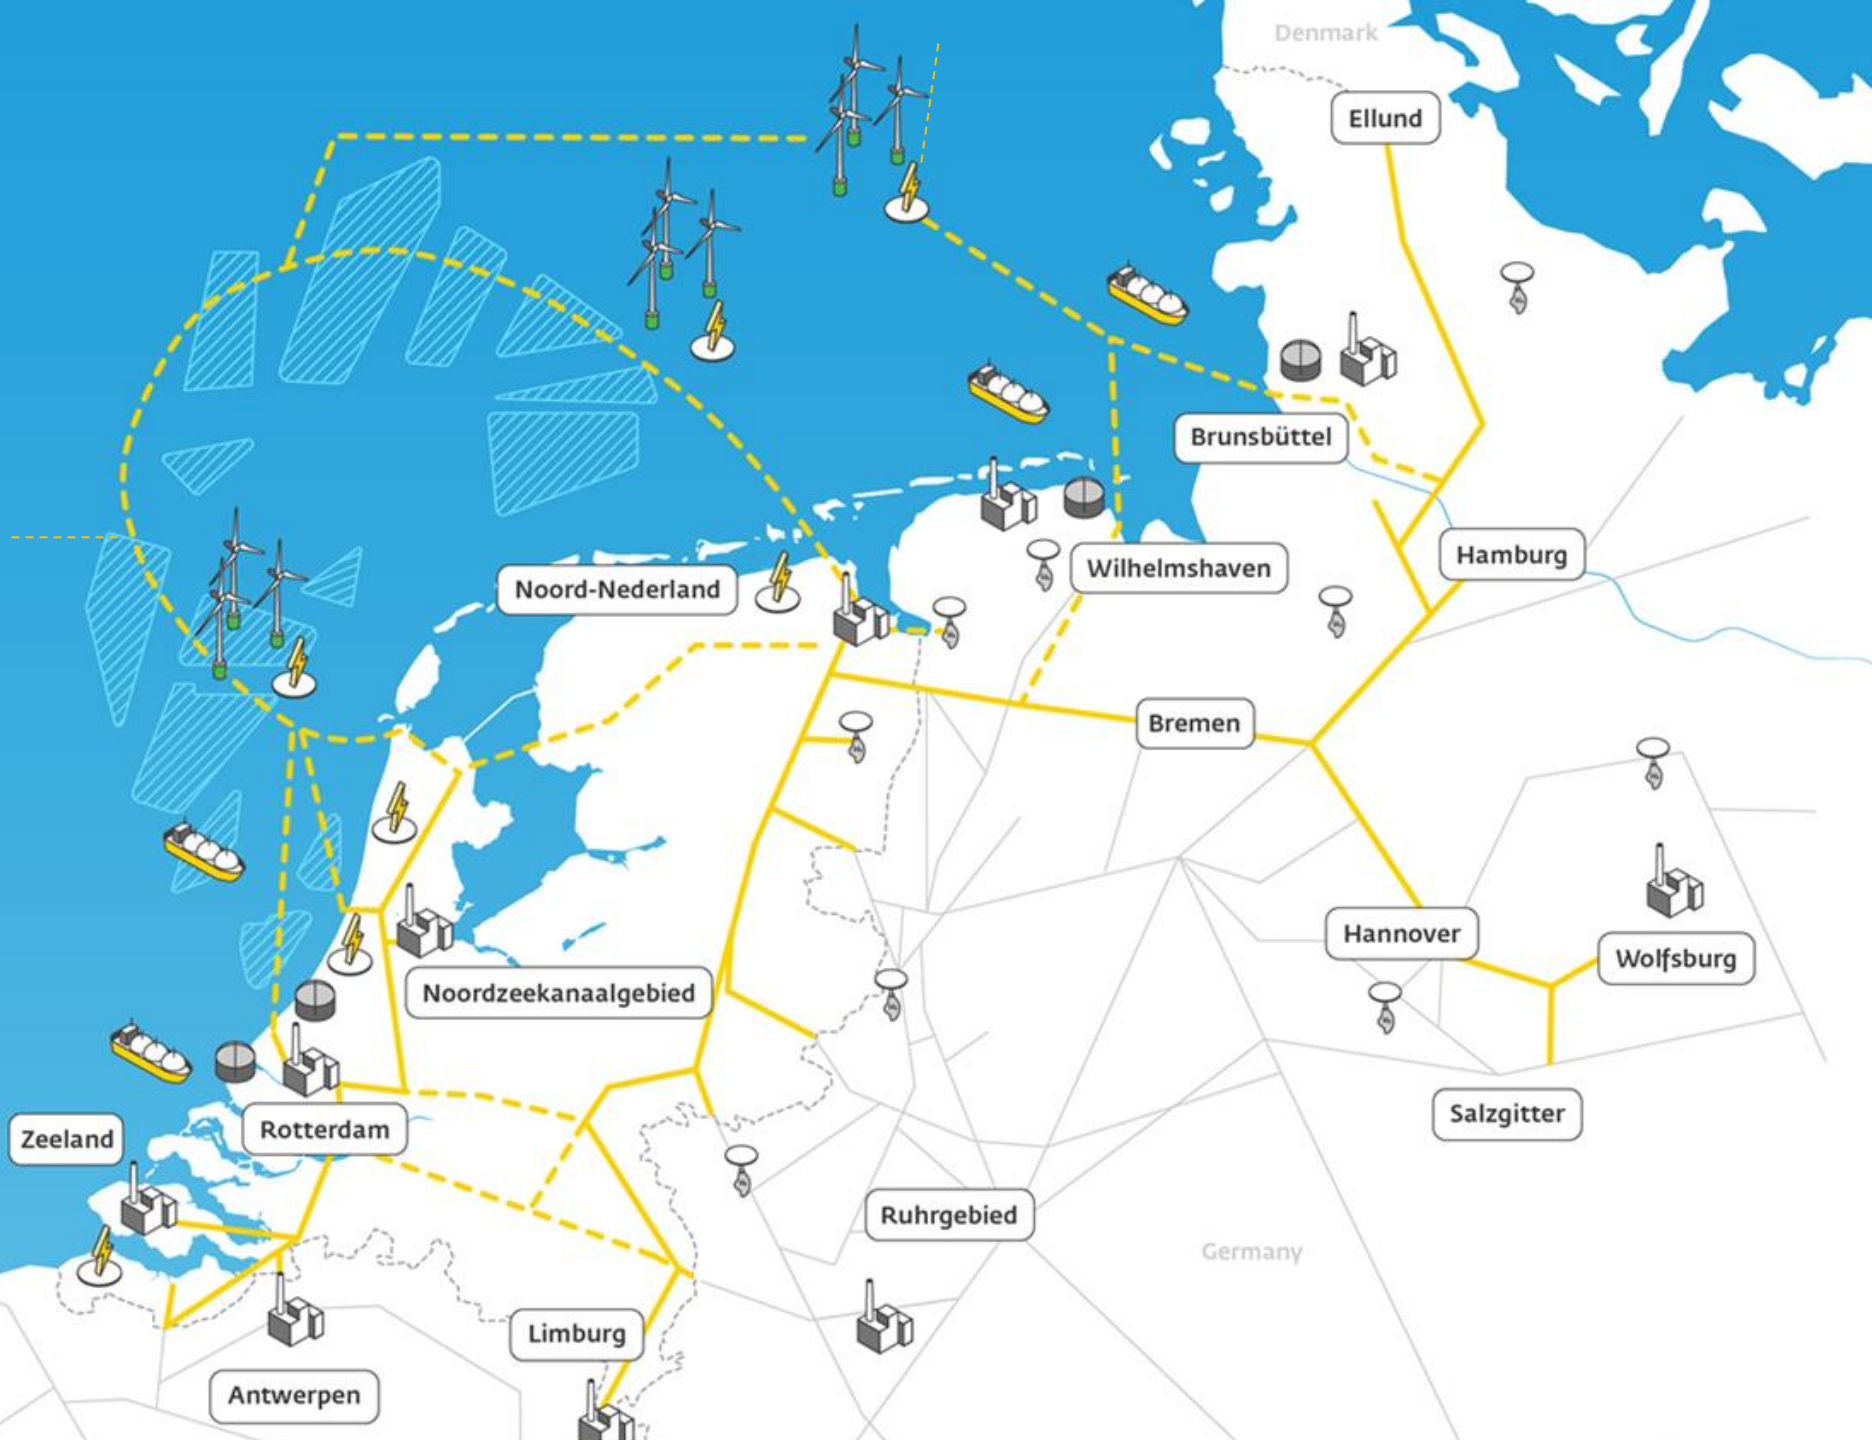 Denmark
Ellund
Brunsbüttel
Hamburg
Wilhelmshaven
Noord-Nederland
Bremen
Hannover
Wolfsburg
Noordzeekanaalgebied
Salzgitter
Rotterdam
Zeeland
Ruhrgebied
Germany
Limburg
Antwerpen